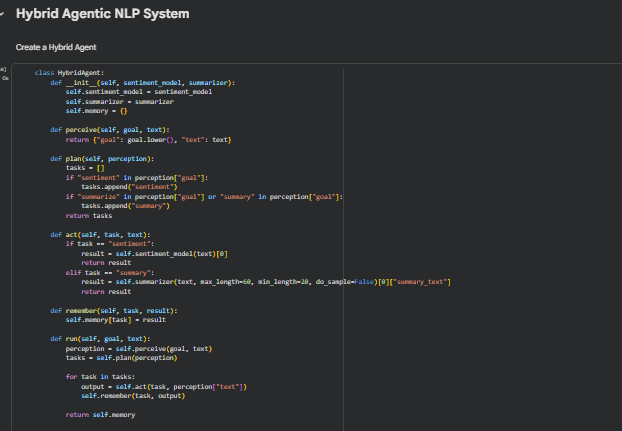 Hybrid Agentic NLP System
Create a Hybrid Agent
class HybridAgent:
def __init__(self, sentiment_model, summarizer):
self.sentiment_model = sentiment_model
self.summarizer = summarizer
self.memory = {}
def perceive(self, goal, text):
return {"goal": goal.lower(), "text": text}
def plan(self, perception):
tasks = []
if "sentiment" in perception["goal"]:
tasks.append("sentiment")
if "summarize" in perception["goal"] or "summary" in perception["goal"]:
tasks.append("summary")
return tasks
def act(self, task, text):
if task == "sentiment":
result = self.sentiment_model(text)[0]
return result
elif task == "summary":
result = self.summarizer(text, max_length=60, min_length=20, do_sample=False)[0]["summary_text"]
return result
def remember(self, task, result):
self.memory[task] = result
def run(self, goal, text):
perception = self.perceive(goal, text)
tasks = self.plan(perception)
for task in tasks:
output = self.act(task, perception["text"])
self.remember(task, output)
return self.memory